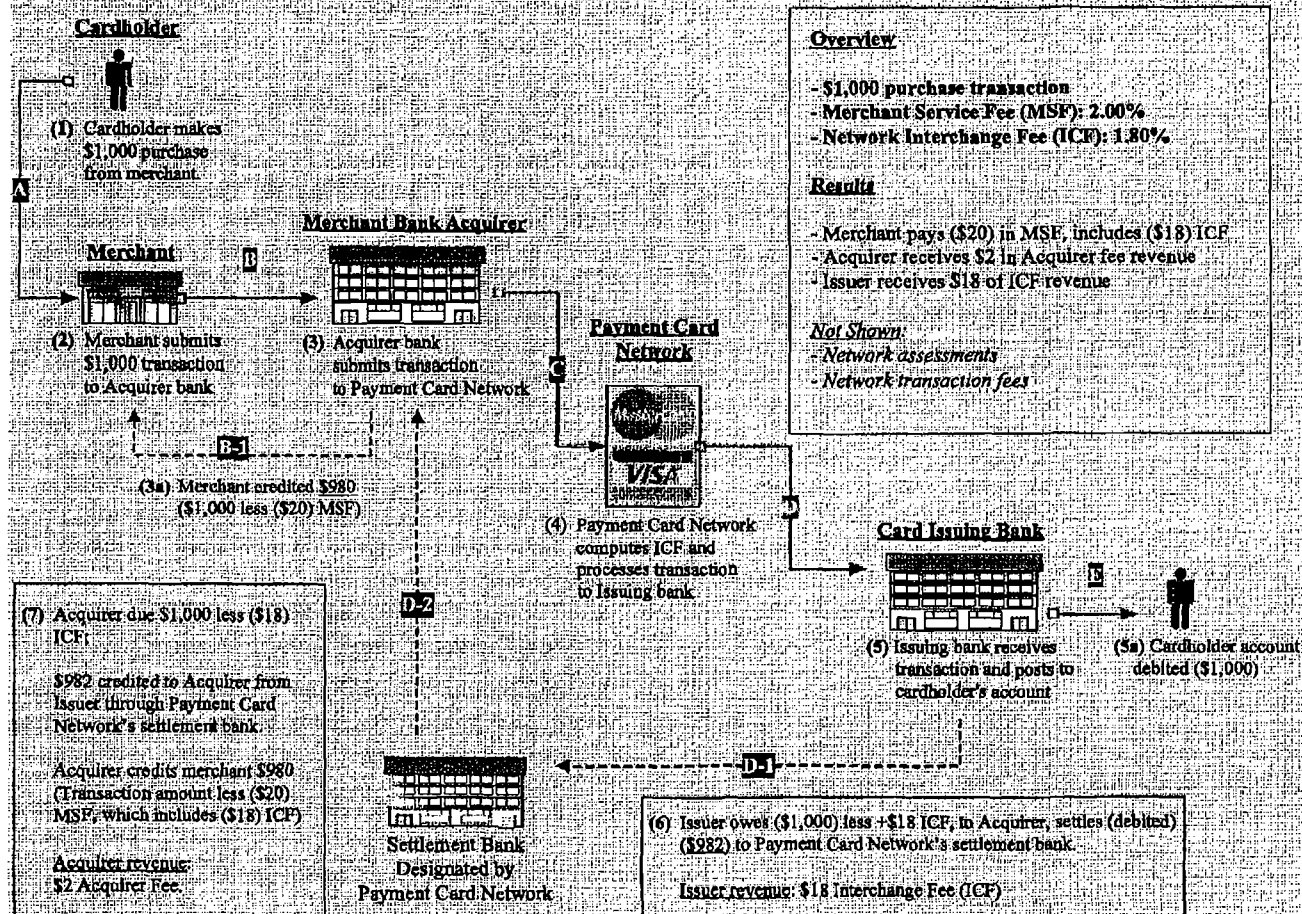 Cardholder
(1) Cardholder makes
$1,000 purchase
from merchant.
A
Merchant
B
(2) Merchant submits
$1,000 transaction
to Acquirer bank
Merchant Bank Acquirer
(3) Acquirer bank
submits transaction
to Payment Card Network
B-1
(3a) Merchant credited $980
($1,000 less ($20) MSF)
C
Payment Card
Network
VISA
(4) Payment Card Network
computes ICF and
processes transaction
to Issuing bank
D
Overview
- $1,000 purchase transaction
- Merchant Service Fee (MSF): 2.00%
- Network Interchange Fee (ICF): 1.80%
Results
- Merchant pays ($20) in MSF, includes ($18) ICF
- Acquirer receives $2 in Acquirer fee revenue
- Issuer receives $18 of ICF revenue
Not Shown:
- Network assessments
- Network transaction fees
Card Issuing Bank
E
(5) Issuing bank receives
transaction and posts to
cardholder's account
(5a) Cardholder account
debited ($1,000)
D-1
(6) Issuer owes ($1,000) less +$18 ICF, to Acquirer, settles (debited)
($982) to Payment Card Network's settlement bank.
Issuer revenue: $18 Interchange Fee (ICF)
Settlement Bank
Designated by
Payment Card Network
D-2
(7) Acquirer due $1,000 less ($18)
ICF;
$982 credited to Acquirer from
Issuer through Payment Card
Network's settlement bank.
Acquirer credits merchant $980
(Transaction amount less ($20)
MSF, which includes ($18) ICF)
Acquirer revenue:
$2 Acquirer Fee.